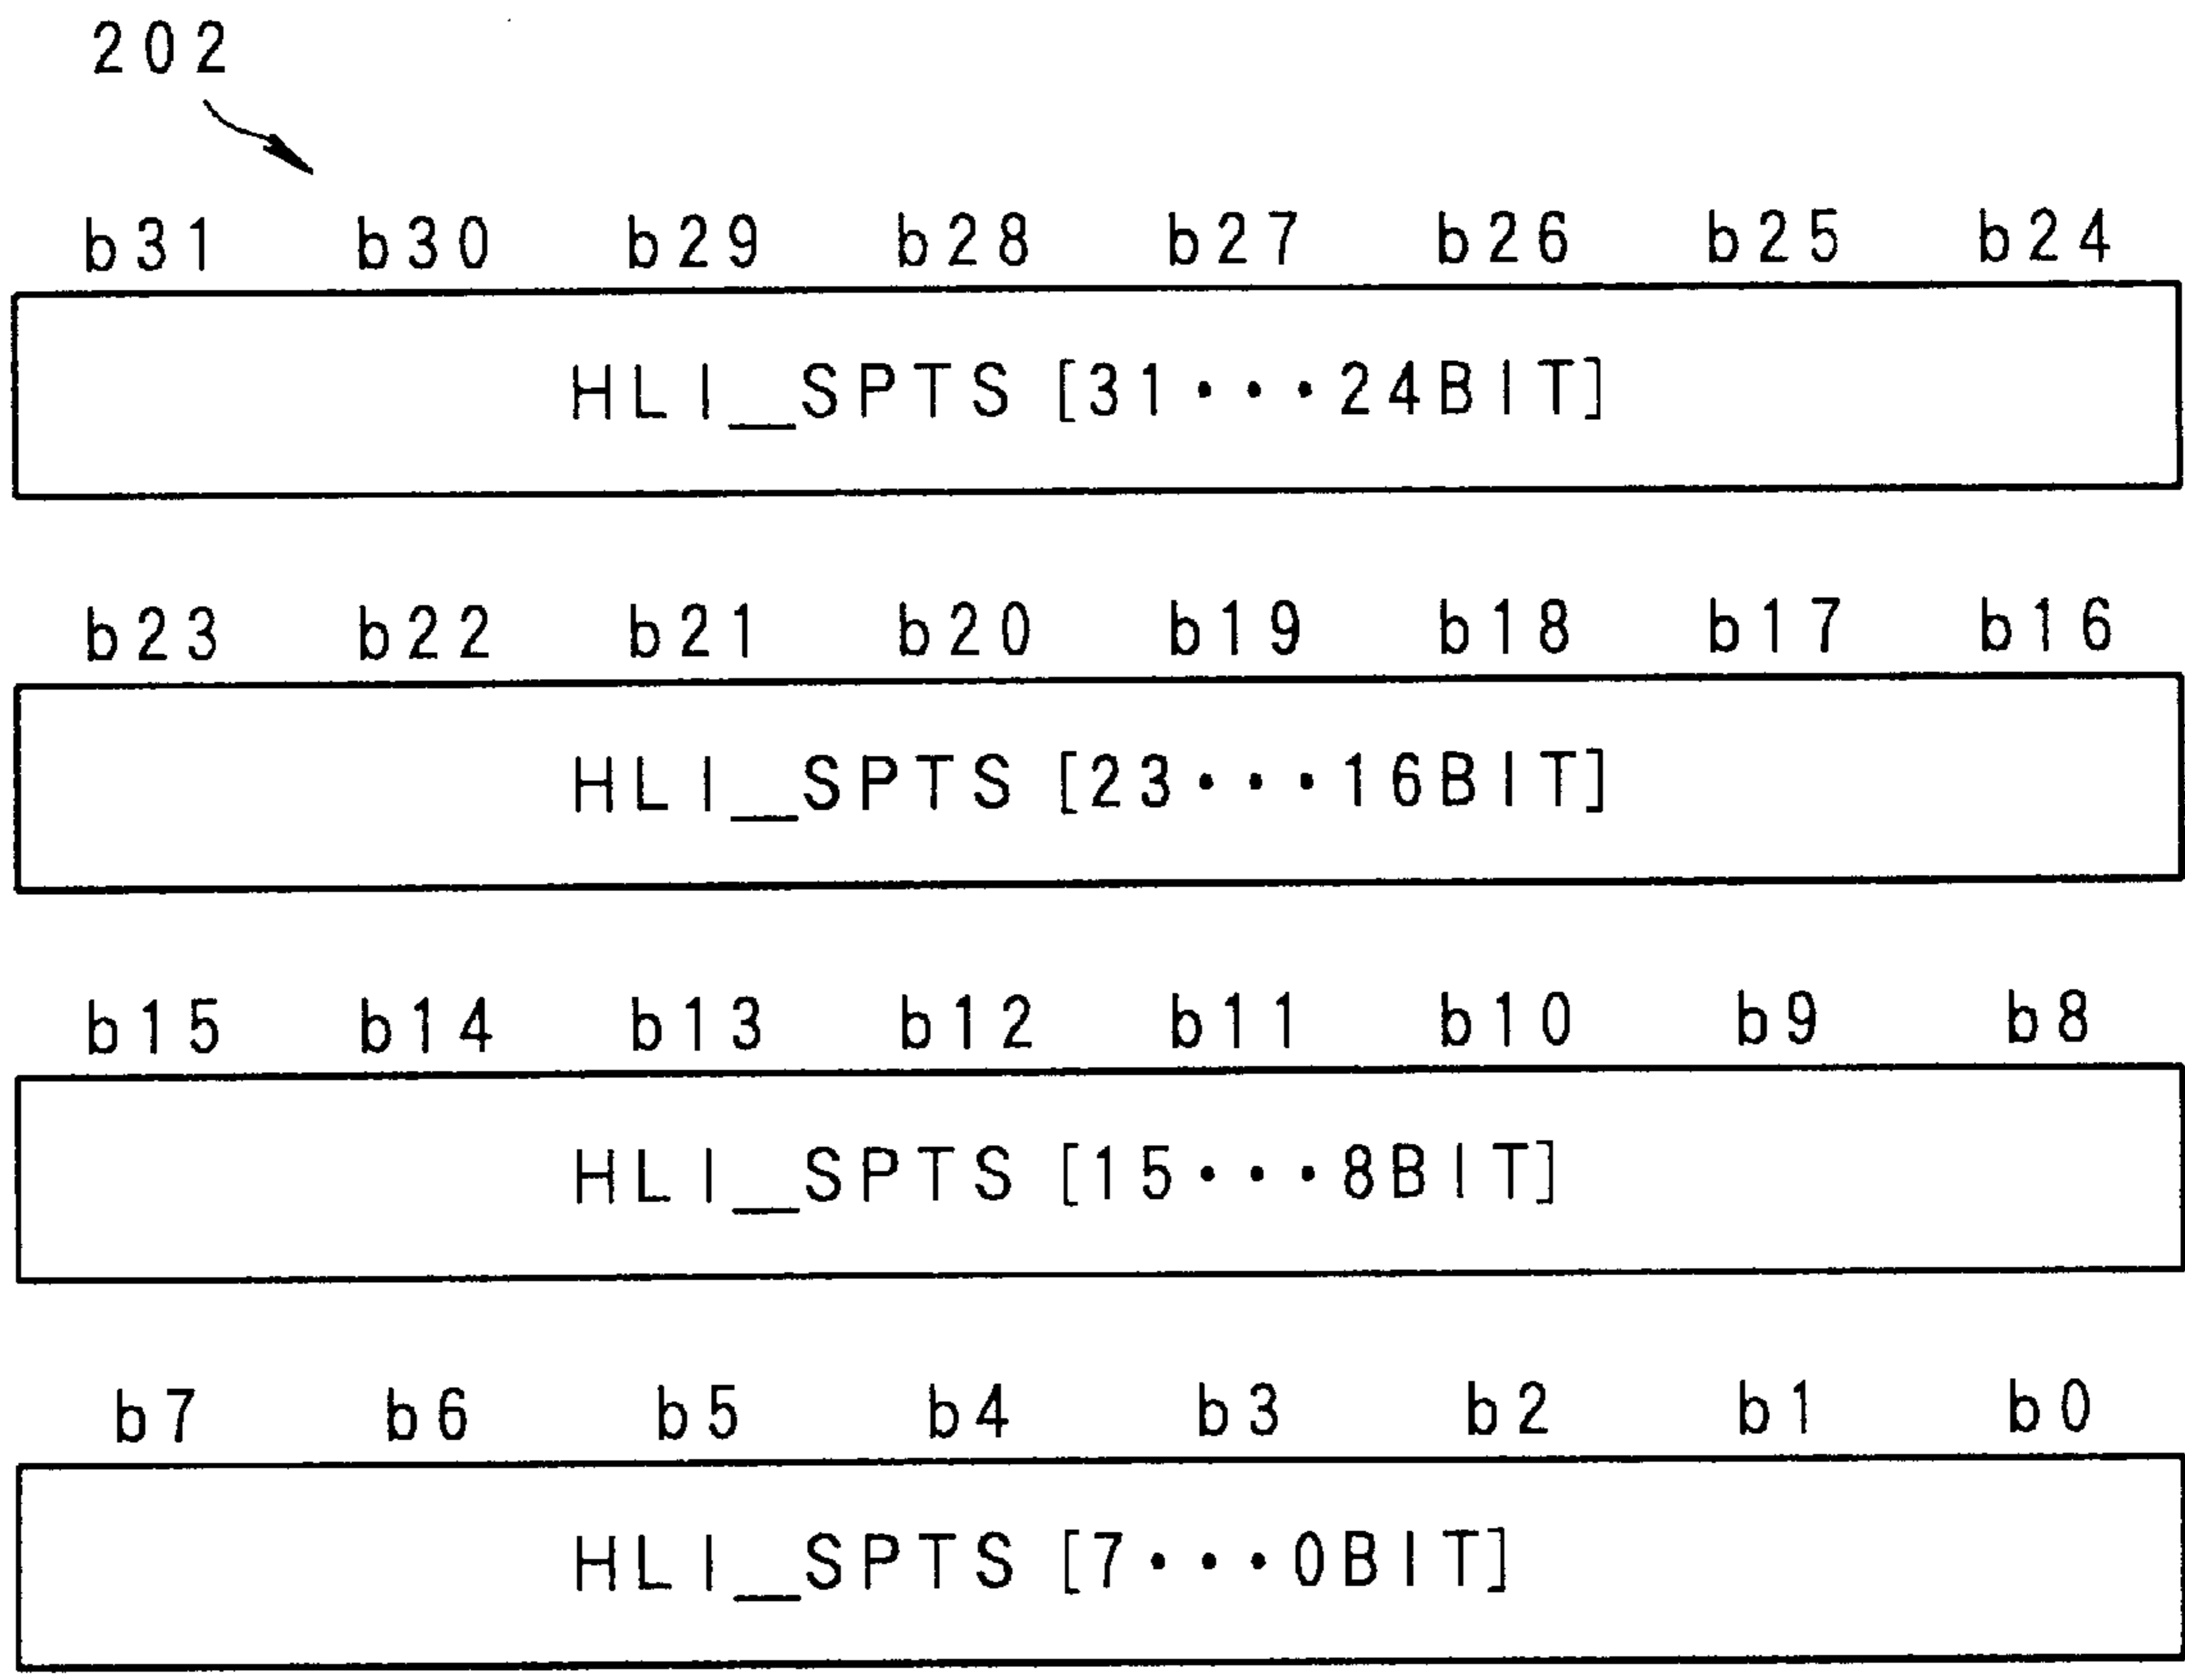 202
b31 b30 b29 b28 b27 b26 b25 b24
HLI_SPTS [31···24BIT]
b23 b22 b21 b20 b19 b18 b17 b16
HLI_SPTS [23···16BIT]
b15 b14 b13 b12 b11 b10 b9 b8
HLI_SPTS [15···8BIT]
b7 b6 b5 b4 b3 b2 b1 b0
HLI_SPTS [7···0BIT]